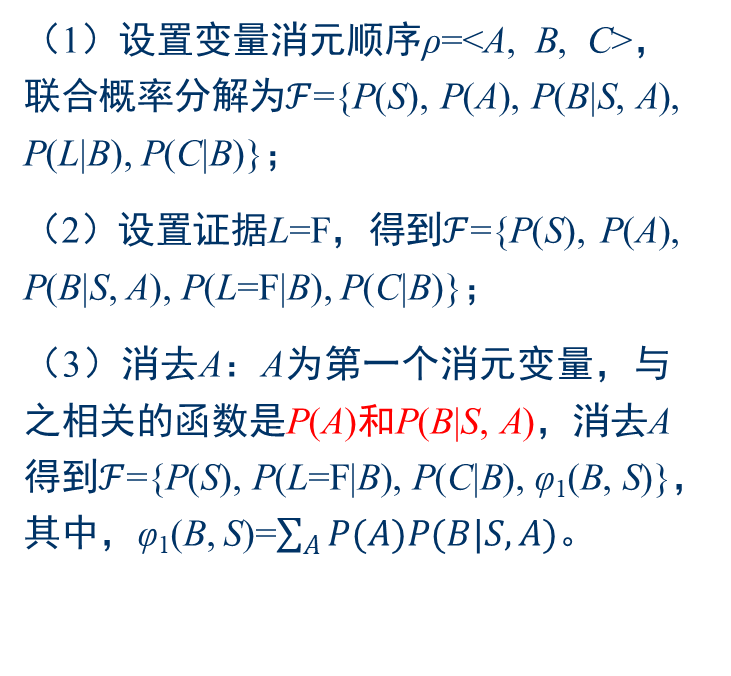 （1）设置变量消元顺序ρ=<A, B, C>，
联合概率分解为ℱ={P(S), P(A), P(B|S, A),
P(L|B), P(C|B)}；
（2）设置证据L=F，得到ℱ={P(S), P(A),
P(B|S, A), P(L=F|B), P(C|B)}；
（3）消去A：A为第一个消元变量，与
之相关的函数是P(A)和P(B|S, A)，消去A
得到ℱ={P(S), P(L=F|B), P(C|B), φ₁(B, S)}，
其中，φ₁(B, S)=∑_A P(A)P(B|S,A)。